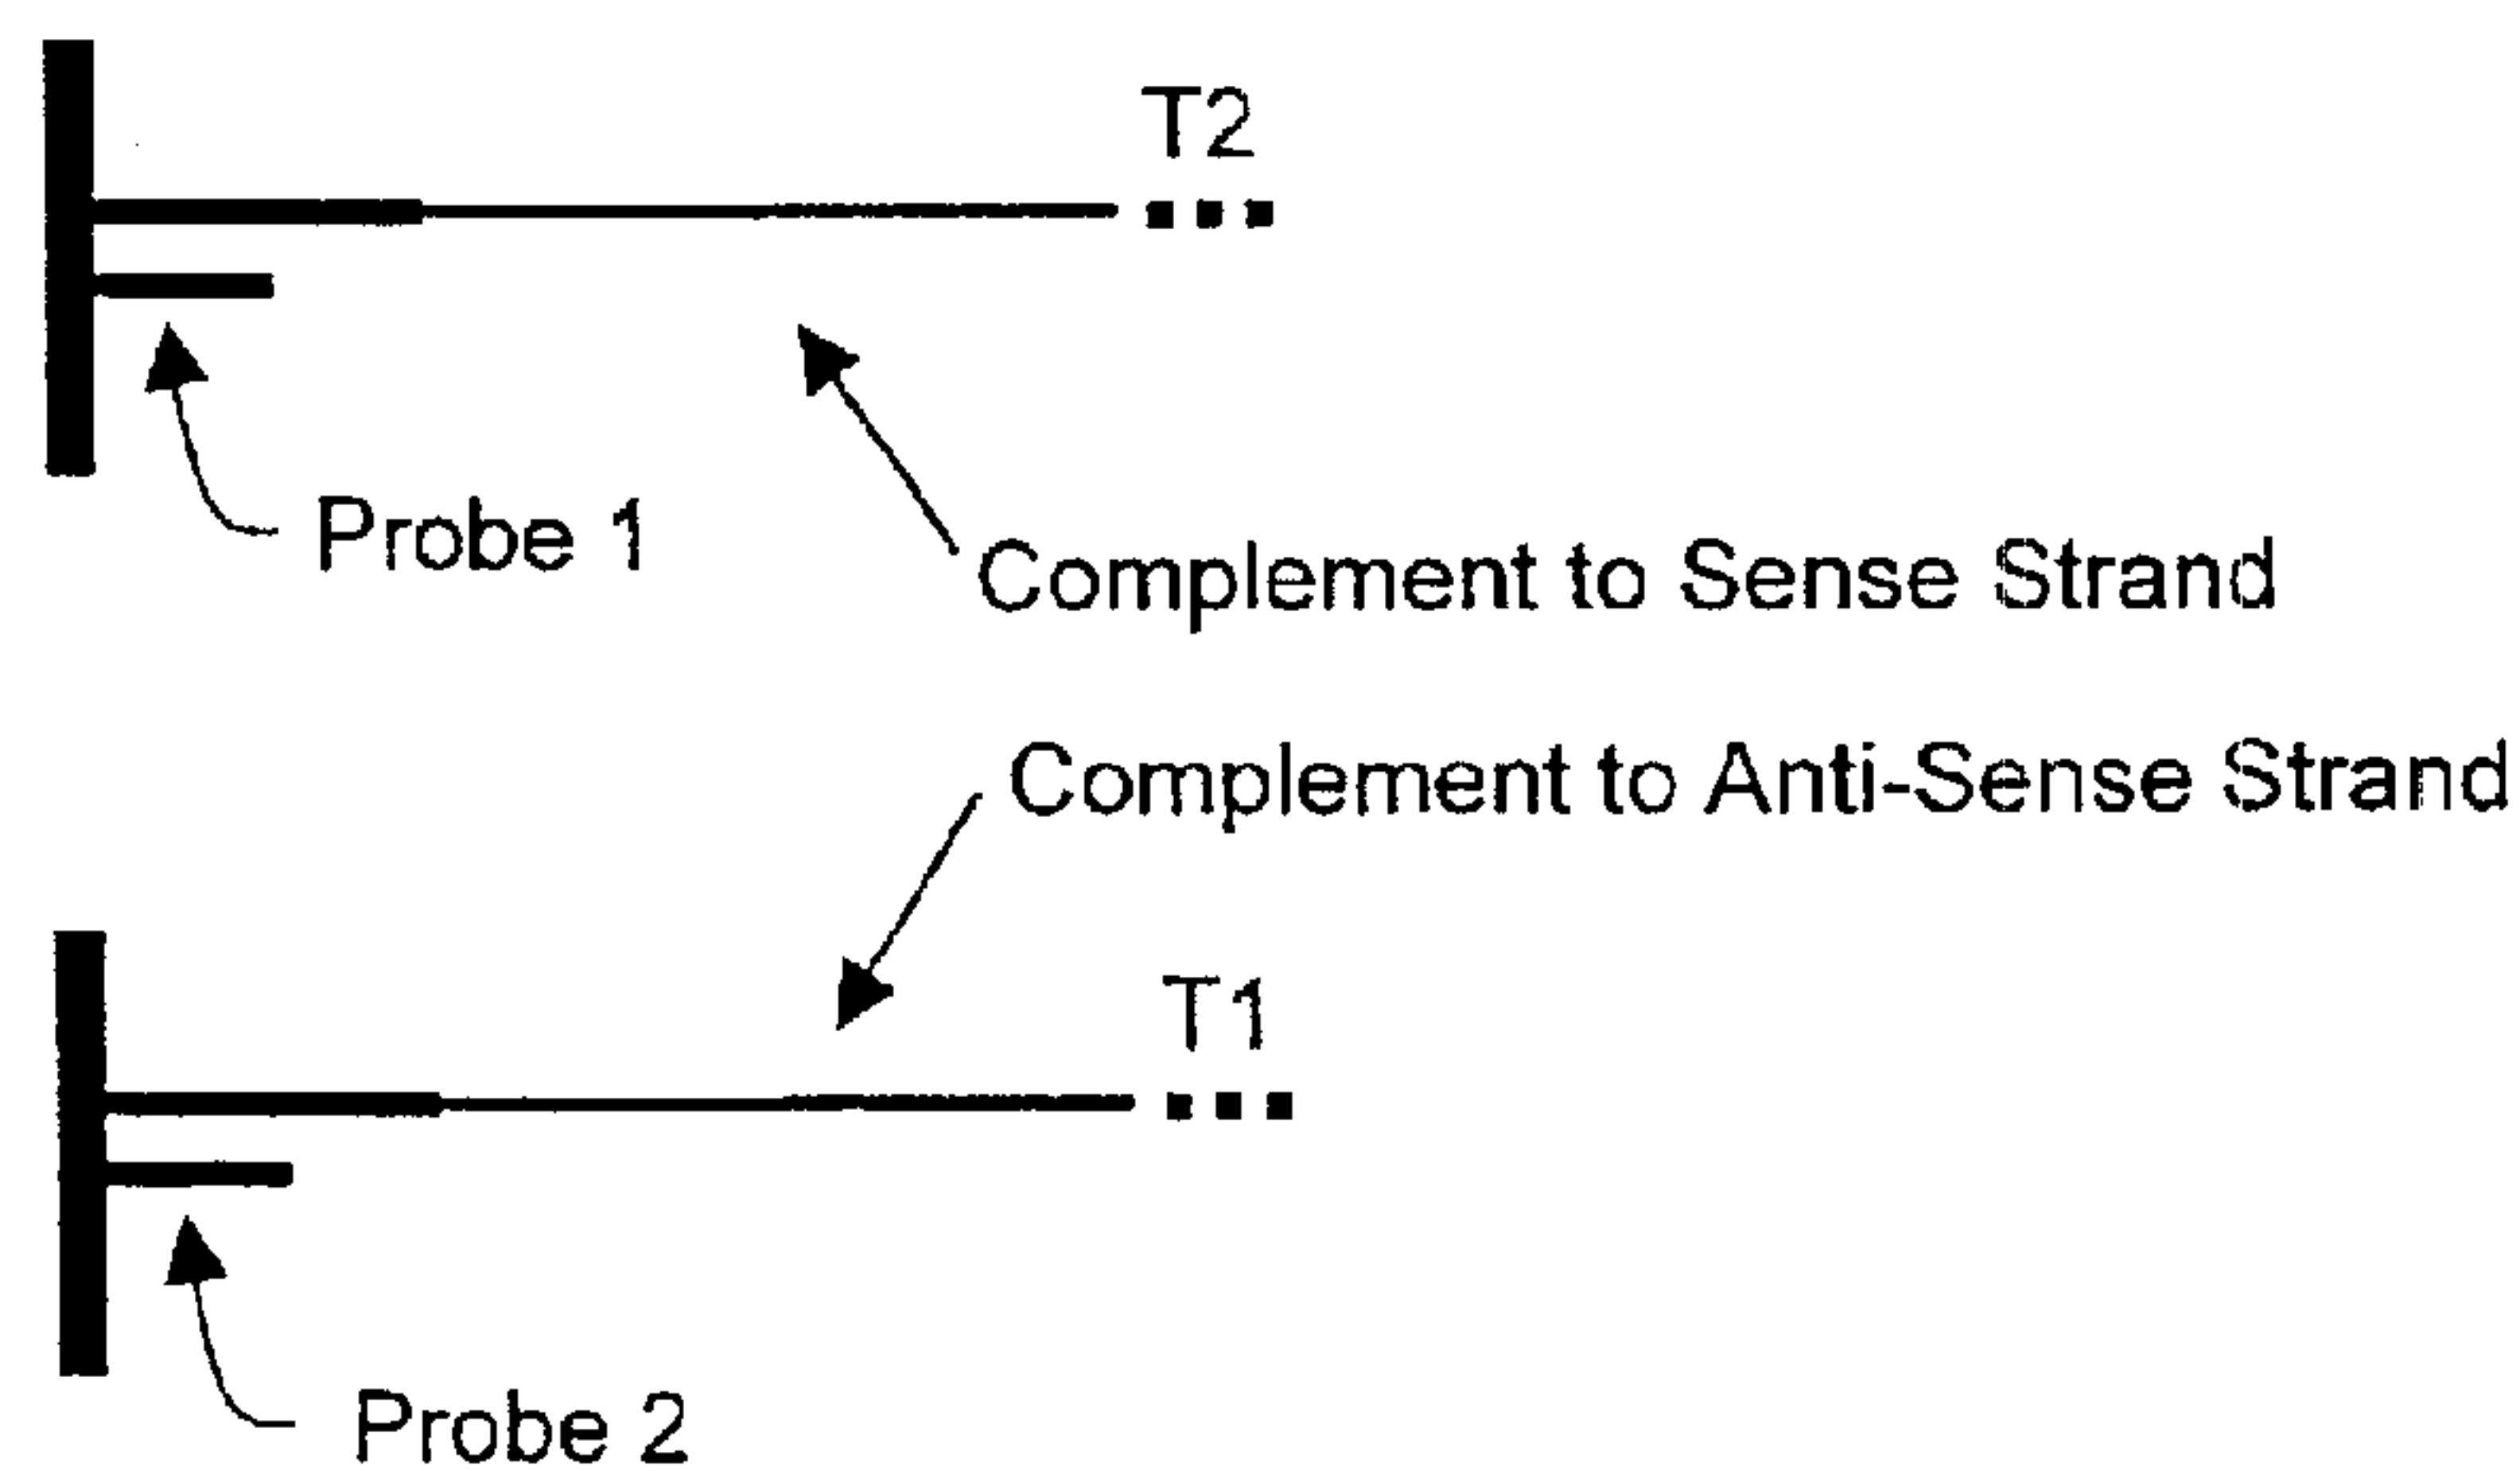 T2
Probe 1
Complement to Sense Strand
Complement to Anti-Sense Strand
T1
Probe 2